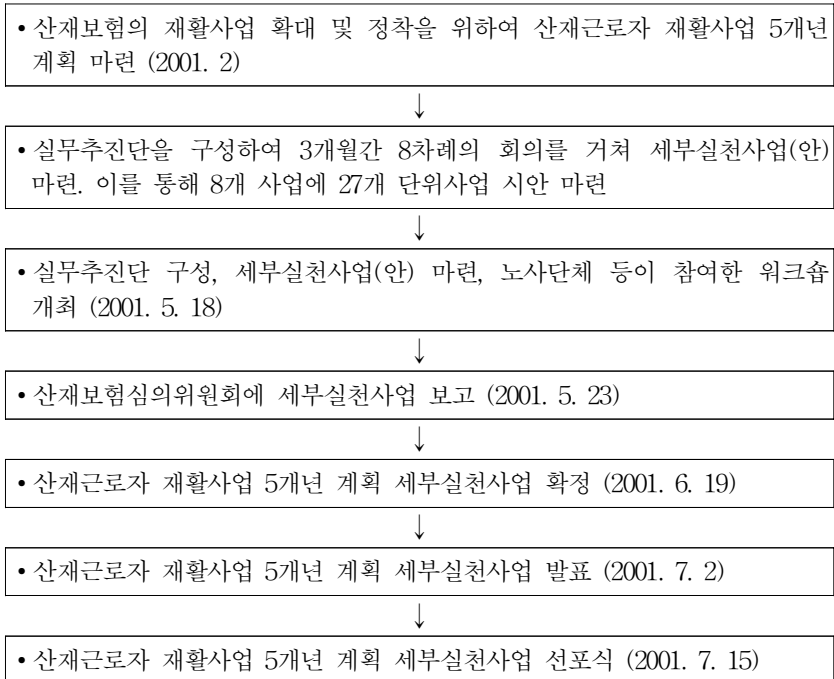 • 산재보험의 재활사업 확대 및 정착을 위하여 산재근로자 재활사업 5개년
계획 마련 (2001. 2)
↓
• 실무추진단을 구성하여 3개월간 8차례의 회의를 거쳐 세부실천사업(안)
마련. 이를 통해 8개 사업에 27개 단위사업 시안 마련
↓
• 실무추진단 구성, 세부실천사업(안) 마련, 노사단체 등이 참여한 워크숍
개최 (2001. 5. 18)
↓
• 산재보험심의위원회에 세부실천사업 보고 (2001. 5. 23)
↓
• 산재근로자 재활사업 5개년 계획 세부실천사업 확정 (2001. 6. 19)
↓
• 산재근로자 재활사업 5개년 계획 세부실천사업 발표 (2001. 7. 2)
↓
• 산재근로자 재활사업 5개년 계획 세부실천사업 선포식 (2001. 7. 15)